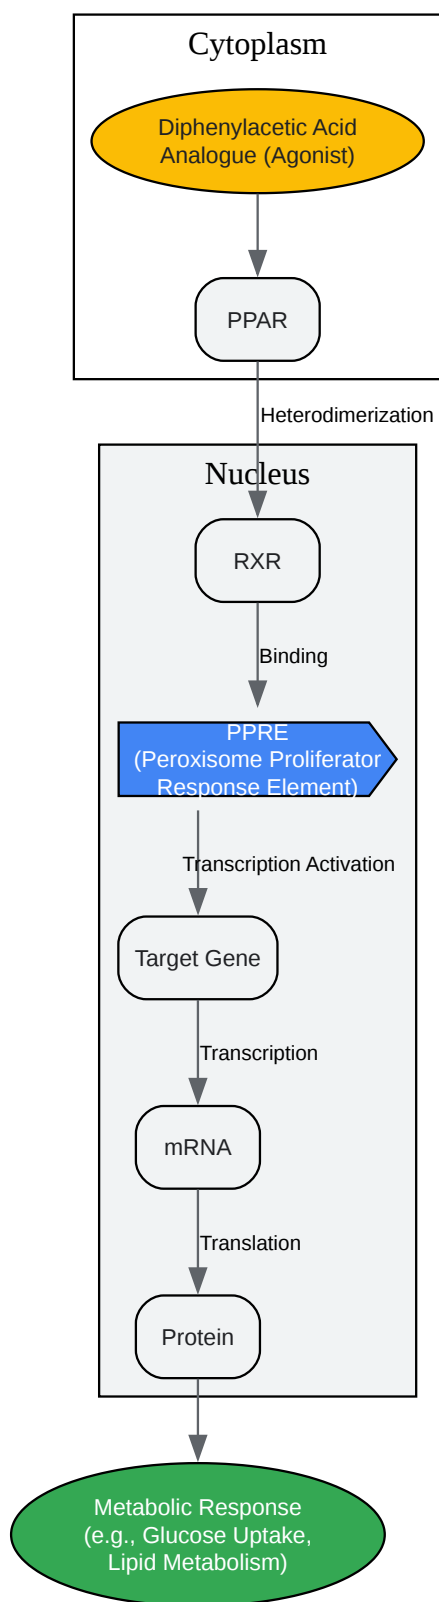 Cytoplasm
Diphenylacetic Acid
Analogue (Agonist)
PPAR
Heterodimerization
Nucleus
RXR
Binding
PPRE
(Peroxisome Proliferator
Response Element)
Transcription Activation
Target Gene
Transcription
mRNA
Translation
Protein
Metabolic Response
(e.g., Glucose Uptake,
Lipid Metabolism)